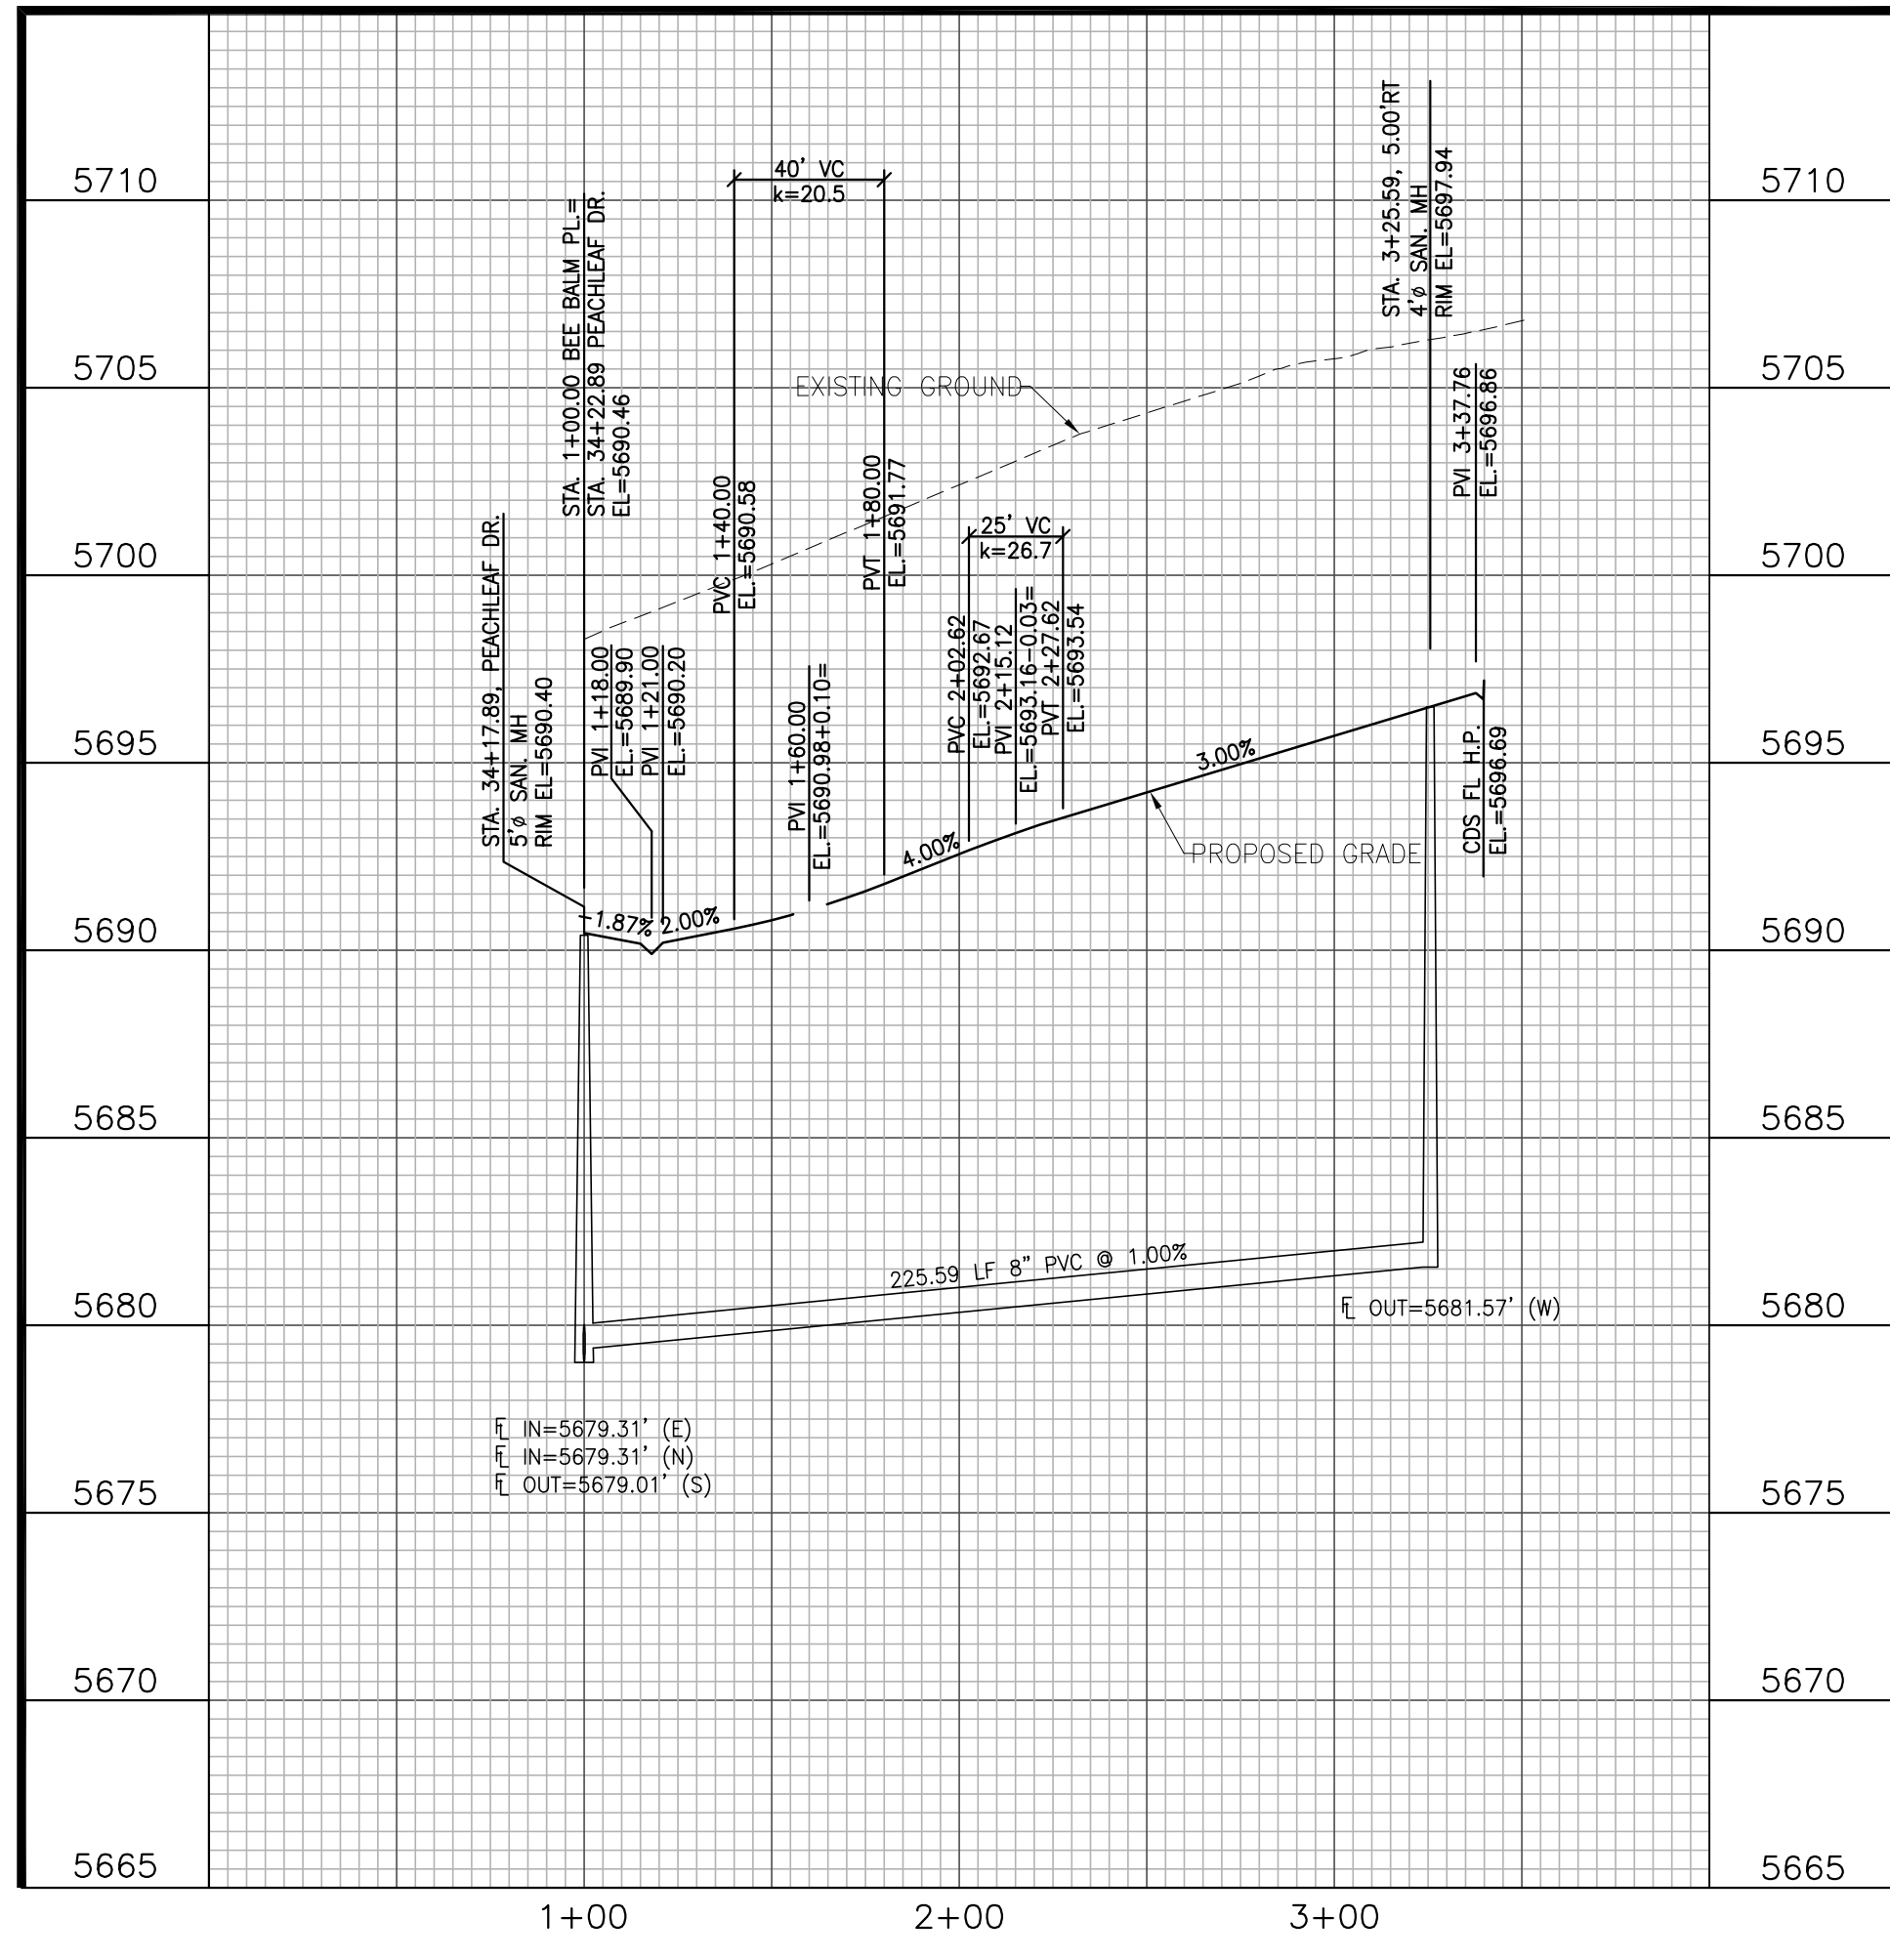 5710
5705
5700
5695
5690
5685
5680
5675
5670
5665
STA. 34+17.89, PEACHLEAF DR.
5'ø SAN. MH
RIM EL=5690.40
STA. 1+00.00 BEE BALM PL.=
STA. 34+22.89 PEACHLEAF DR.
EL=5690.46
PVI 1+18.00
EL.=5689.90
PVI 1+21.00
EL.=5690.20
40' VC
k=20.5
PVC 1+40.00
EL.=5690.58
PVI 1+60.00
EL.=5690.98+0.10=
PVT 1+80.00
EL.=5691.77
EXISTING GROUND
25' VC
k=26.7
PVC 2+02.62
EL.=5692.67
PVI 2+15.12
EL.=5693.16-0.03=
PVT 2+27.62
EL.=5693.54
STA. 3+25.59, 5.00'RT
4'ø SAN. MH
RIM EL=5697.94
PVI 3+37.76
EL.=5696.86
CDS FL H.P.
EL.=5696.69
-1.87%
2.00%
4.00%
3.00%
PROPOSED GRADE
225.59 LF 8" PVC @ 1.00%
FL OUT=5681.57' (W)
FL IN=5679.31' (E)
FL IN=5679.31' (N)
FL OUT=5679.01' (S)
5710
5705
5700
5695
5690
5685
5680
5675
5670
5665
1+00
2+00
3+00